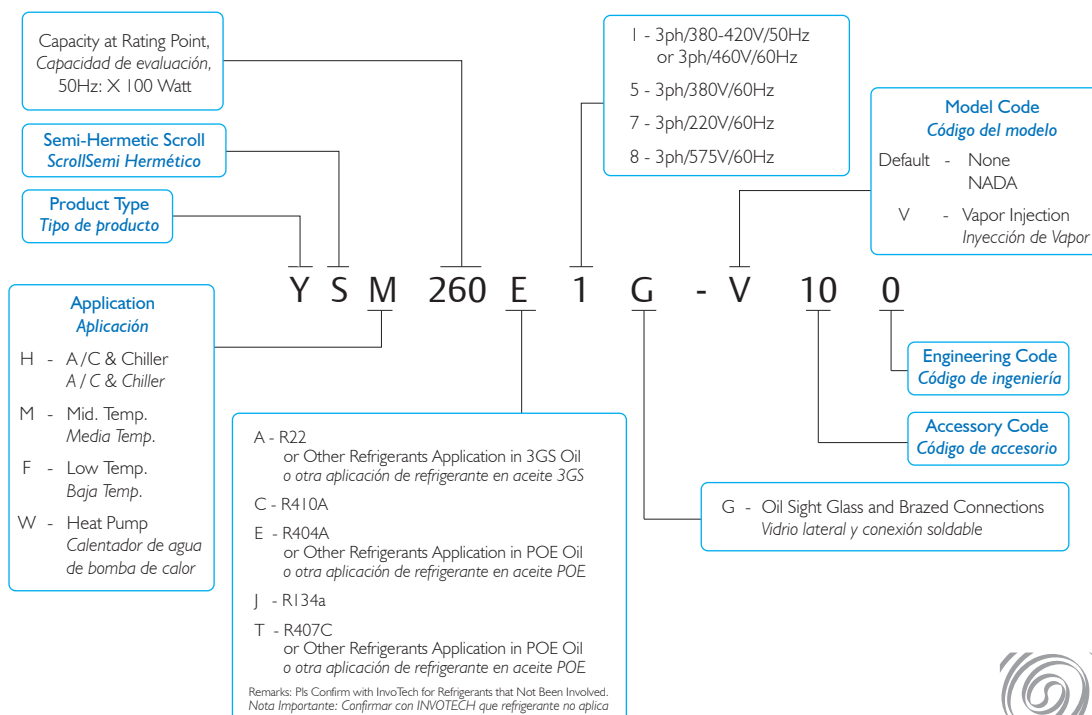 Capacity at Rating Point,
Capacidad de evaluación,
50Hz: X 100 Watt
Semi-Hermetic Scroll
ScrollSemi Hermético
Product Type
Tipo de producto
1 - 3ph/380-420V/50Hz
or 3ph/460V/60Hz
5 - 3ph/380V/60Hz
7 - 3ph/220V/60Hz
8 - 3ph/575V/60Hz
Model Code
Código del modelo
Default - None
NADA
V - Vapor Injection
Inyección de Vapor
Y S M 260 E 1 G - V 10 0
Application
Aplicación
H - A/C & Chiller
A / C & Chiller
M - Mid. Temp.
Media Temp.
F - Low Temp.
Baja Temp.
W - Heat Pump
Calentador de agua
de bomba de calor
A - R22
or Other Refrigerants Application in 3GS Oil
o otra aplicación de refrigerante en aceite 3GS
C - R410A
E - R404A
or Other Refrigerants Application in POE Oil
o otra aplicación de refrigerante en aceite POE
J - R134a
T - R407C
or Other Refrigerants Application in POE Oil
o otra aplicación de refrigerante en aceite POE
Remarks: Pls Confirm with InvoTech for Refrigerants that Not Been Involved.
Nota Importante: Confirmar con INVOTECH que refrigerante no aplica
Engineering Code
Código de ingeniería
Accessory Code
Código de accesorio
G - Oil Sight Glass and Brazed Connections
Vidrio lateral y conexión soldable